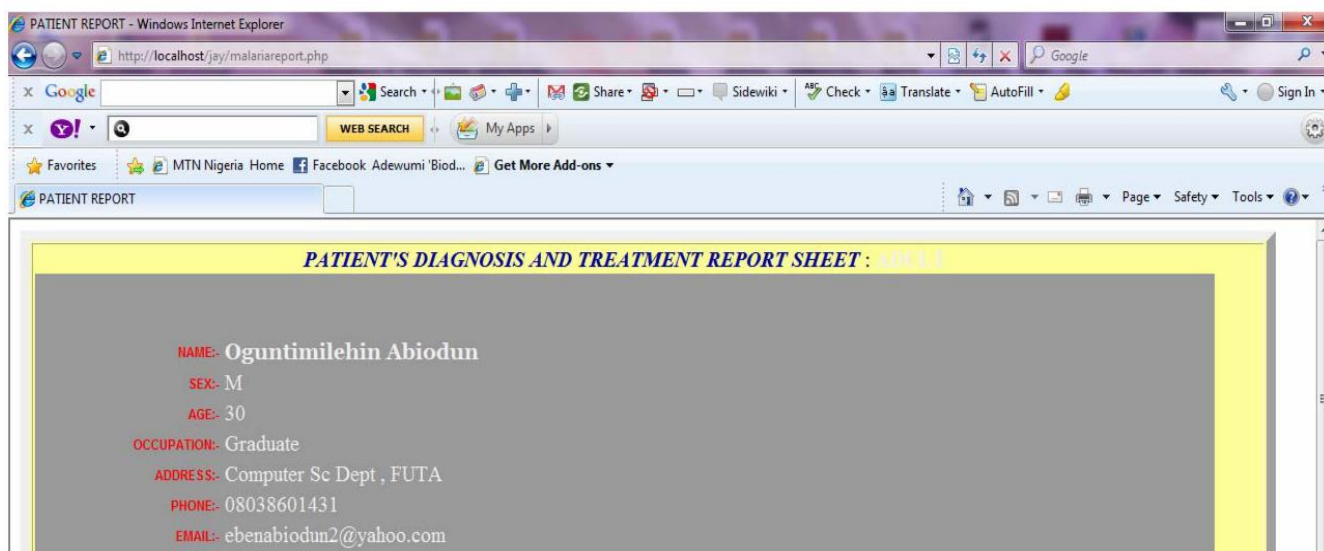 PATIENT REPORT - Windows Internet Explorer
http://localhost/jay/malariareport.php Google
x Google Search Share Sidewiki Check Translate AutoFill Sign In
x Y! WEB SEARCH My Apps
Favorites MTN Nigeria Home Facebook Adewumi 'Biod... Get More Add-ons
PATIENT REPORT Page Safety Tools
PATIENT'S DIAGNOSIS AND TREATMENT REPORT SHEET :
NAME:- Oguntimilehin Abiodun
SEX:- M
AGE:- 30
OCCUPATION:- Graduate
ADDRESS:- Computer Sc Dept , FUTA
PHONE:- 08038601431
EMAIL:- ebenabiodun2@yahoo.com